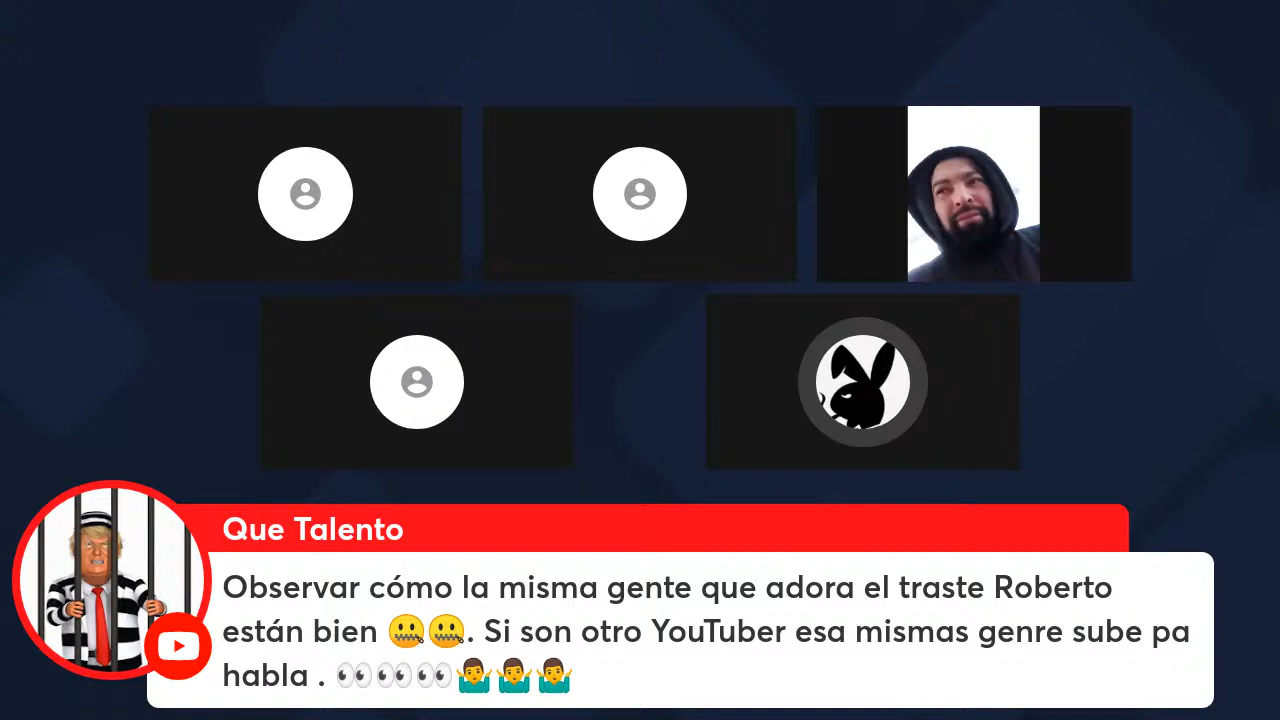 Que Talento
Observar cómo la misma gente que adora el traste Roberto
están bien 🤐🤐. Si son otro YouTuber esa mismas genre sube pa
habla . 👀👀👀🤷‍♂️🤷‍♂️🤷‍♂️